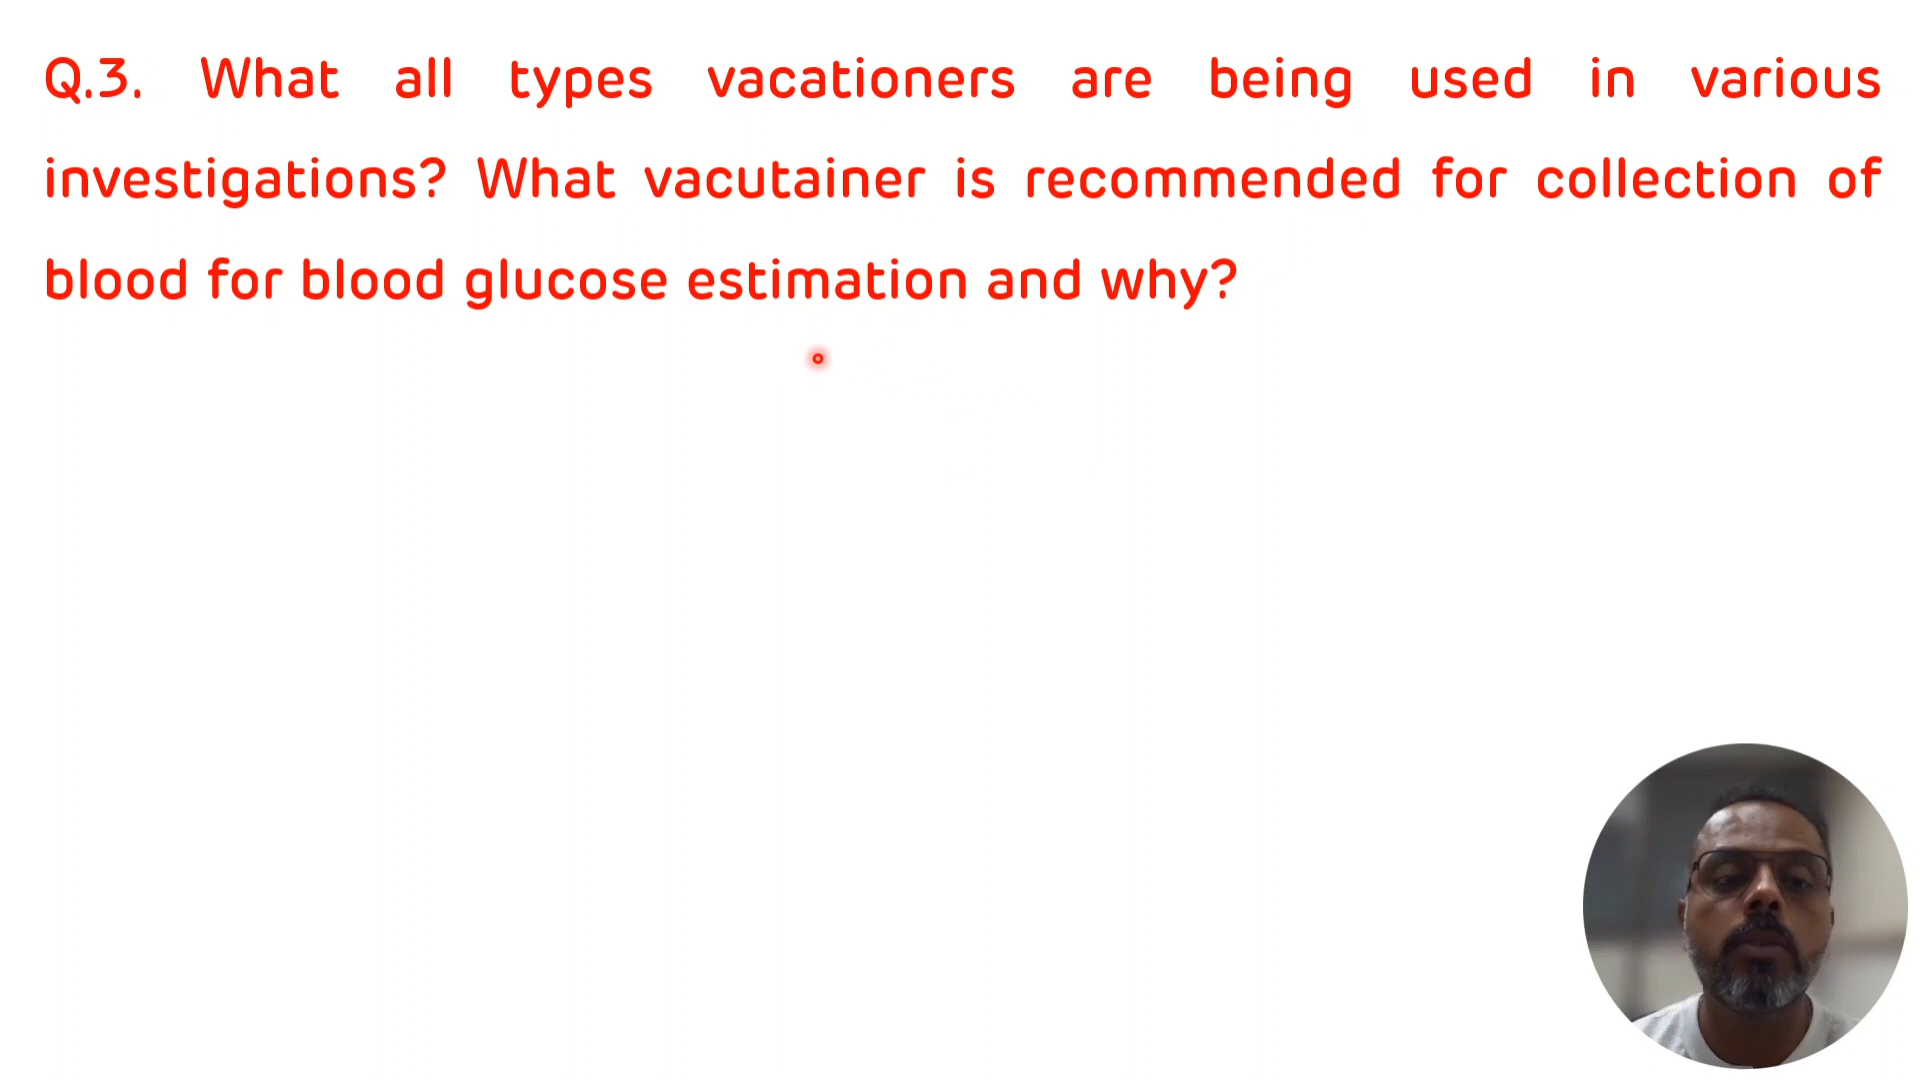 Q.3. What all types vacationers are being used in various
investigations? What vacutainer is recommended for collection of
blood for blood glucose estimation and why?